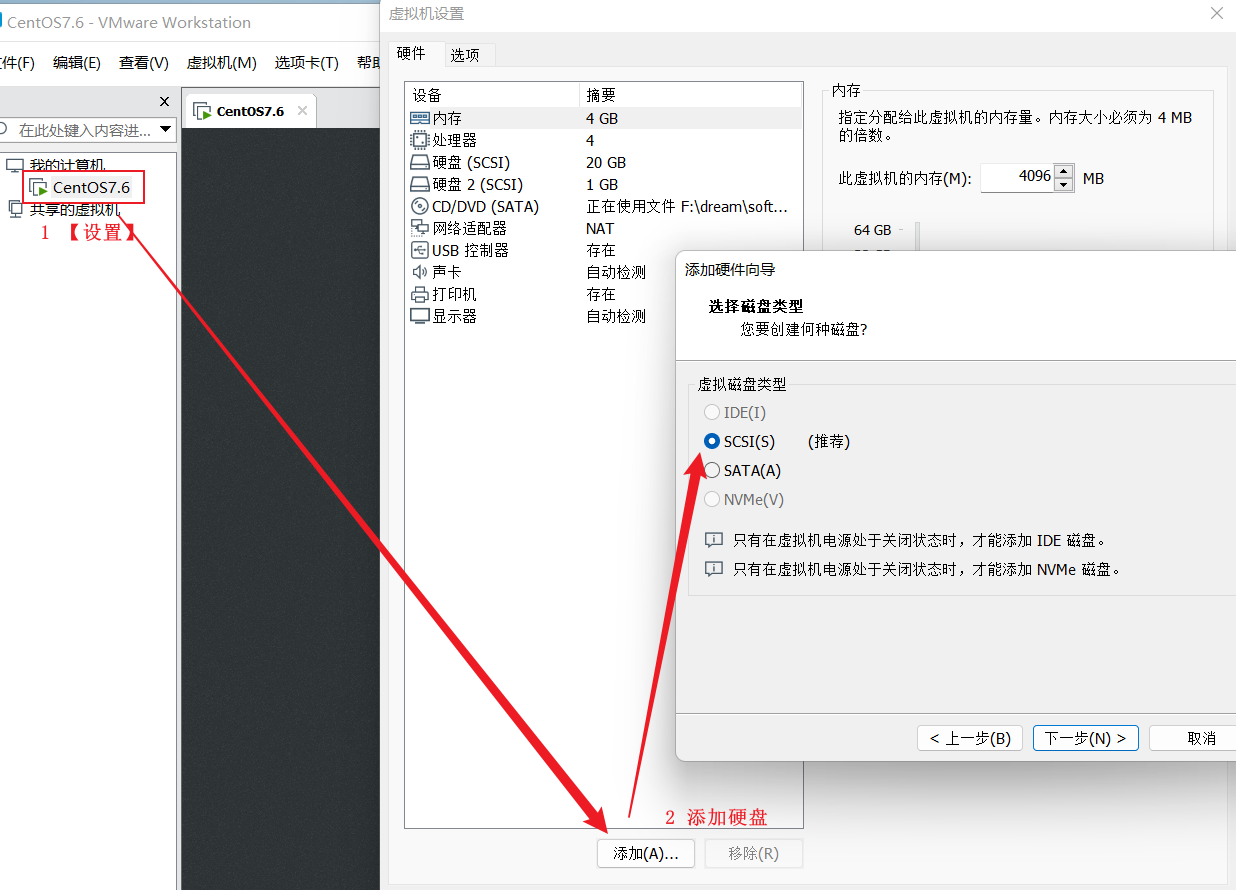 CentOS7.6 - VMware Workstation
件(F) 编辑(E) 查看(V) 虚拟机(M) 选项卡(T) 帮助
在此处键入内容进...
我的计算机
CentOS7.6
共享的虚拟机
1 【设置】
CentOS7.6
虚拟机设置
硬件 选项
设备 摘要
内存 4 GB
处理器 4
硬盘 (SCSI) 20 GB
硬盘 2 (SCSI) 1 GB
CD/DVD (SATA) 正在使用文件 F:\dream\soft...
网络适配器 NAT
USB 控制器 存在
声卡 自动检测
打印机 存在
显示器 自动检测
添加(A)... 移除(R)
2 添加硬盘
内存
指定分配给此虚拟机的内存量。内存大小必须为 4 MB
的倍数。
此虚拟机的内存(M): 4096 MB
64 GB
添加硬件向导
选择磁盘类型
您要创建何种磁盘?
虚拟磁盘类型
IDE(I)
SCSI(S) (推荐)
SATA(A)
NVMe(V)
只有在虚拟机电源处于关闭状态时，才能添加 IDE 磁盘。
只有在虚拟机电源处于关闭状态时，才能添加 NVMe 磁盘。
< 上一步(B) 下一步(N) > 取消